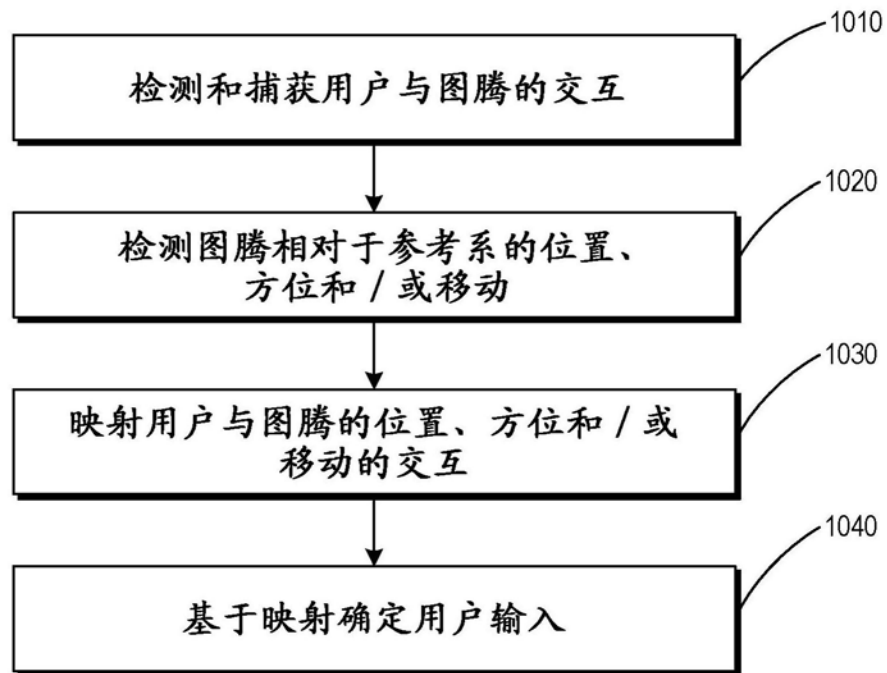 1010
检测和捕获用户与图腾的交互
1020
检测图腾相对于参考系的位置、
方位和 / 或移动
1030
映射用户与图腾的位置、方位和 / 或
移动的交互
1040
基于映射确定用户输入